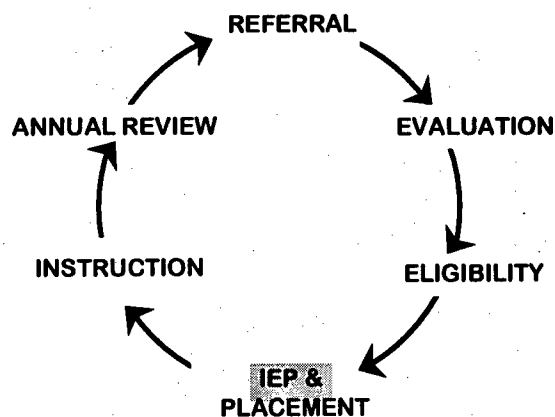 REFERRAL
EVALUATION
ELIGIBILITY
IEP &
PLACEMENT
INSTRUCTION
ANNUAL REVIEW